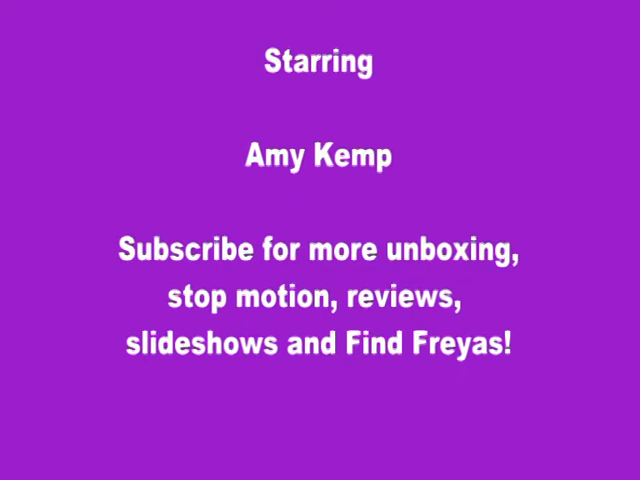 Starring
Amy Kemp
Subscribe for more unboxing,
stop motion, reviews,
slideshows and Find Freyas!